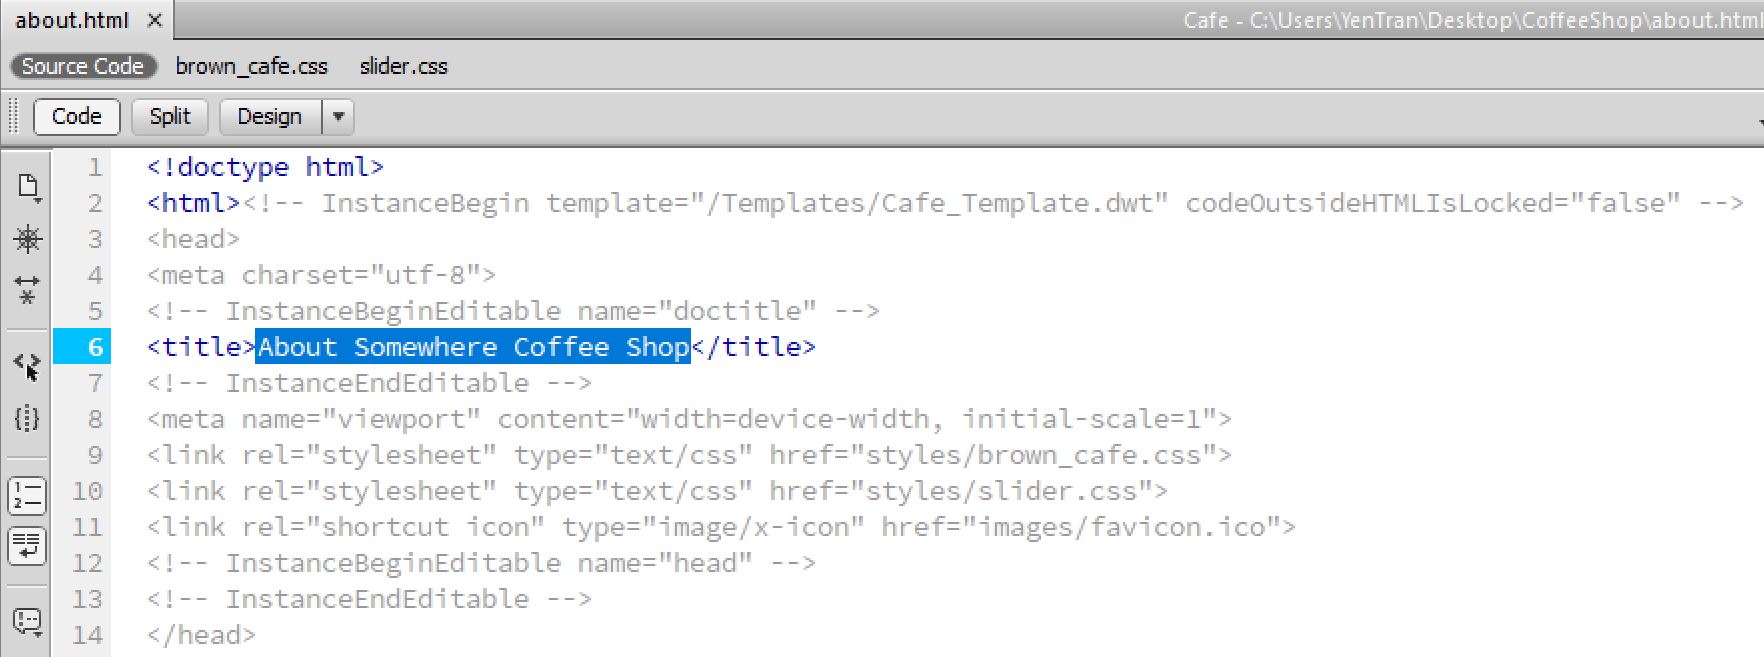 about.html ×
Cafe - C:\Users\YenTran\Desktop\CoffeeShop\about.html
Source Code brown_cafe.css slider.css
Code Split Design
1 <!doctype html>
2 <html><!-- InstanceBegin template="/Templates/Cafe_Template.dwt" codeOutsideHTMLIsLocked="false" -->
3 <head>
4 <meta charset="utf-8">
5 <!-- InstanceBeginEditable name="doctitle" -->
6 <title>About Somewhere Coffee Shop</title>
7 <!-- InstanceEndEditable -->
8 <meta name="viewport" content="width=device-width, initial-scale=1">
9 <link rel="stylesheet" type="text/css" href="styles/brown_cafe.css">
10 <link rel="stylesheet" type="text/css" href="styles/slider.css">
11 <link rel="shortcut icon" type="image/x-icon" href="images/favicon.ico">
12 <!-- InstanceBeginEditable name="head" -->
13 <!-- InstanceEndEditable -->
14 </head>